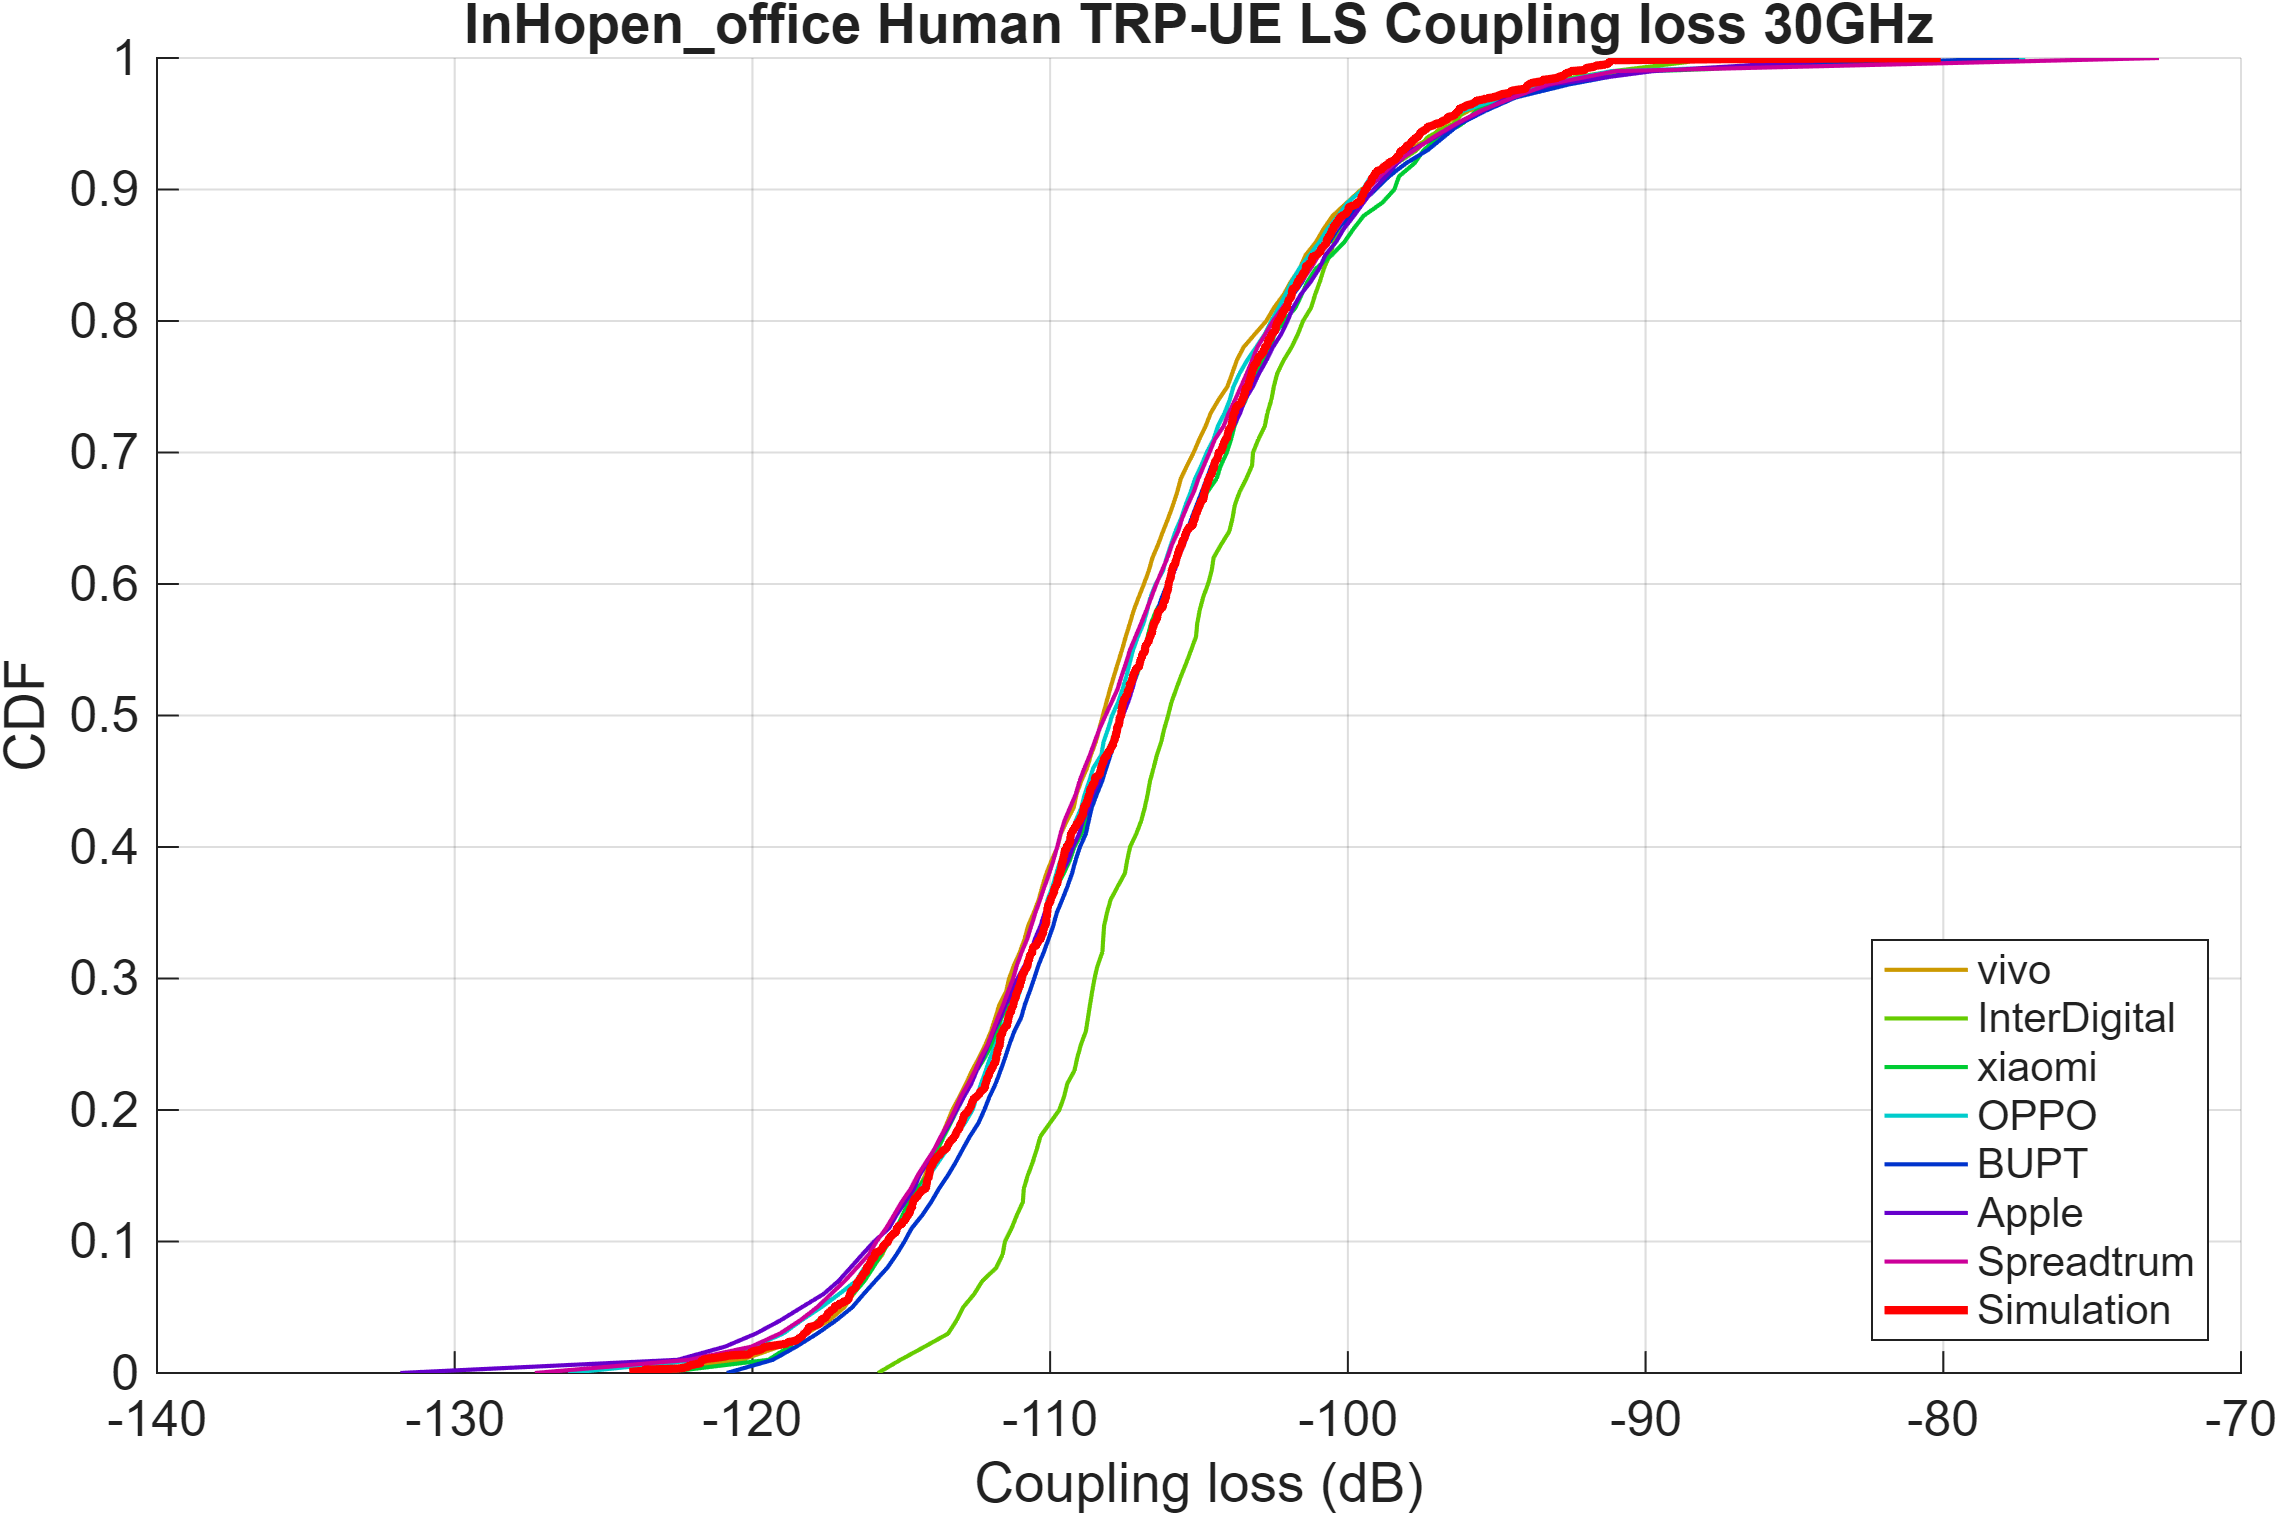 InHopen_office Human TRP-UE LS Coupling loss 30GHz
1
0.9
0.8
0.7
0.6
0.5
0.4
0.3
0.2
0.1
0
CDF
-140 -130 -120 -110 -100 -90 -80 -70
Coupling loss (dB)
vivo
InterDigital
xiaomi
OPPO
BUPT
Apple
Spreadtrum
Simulation